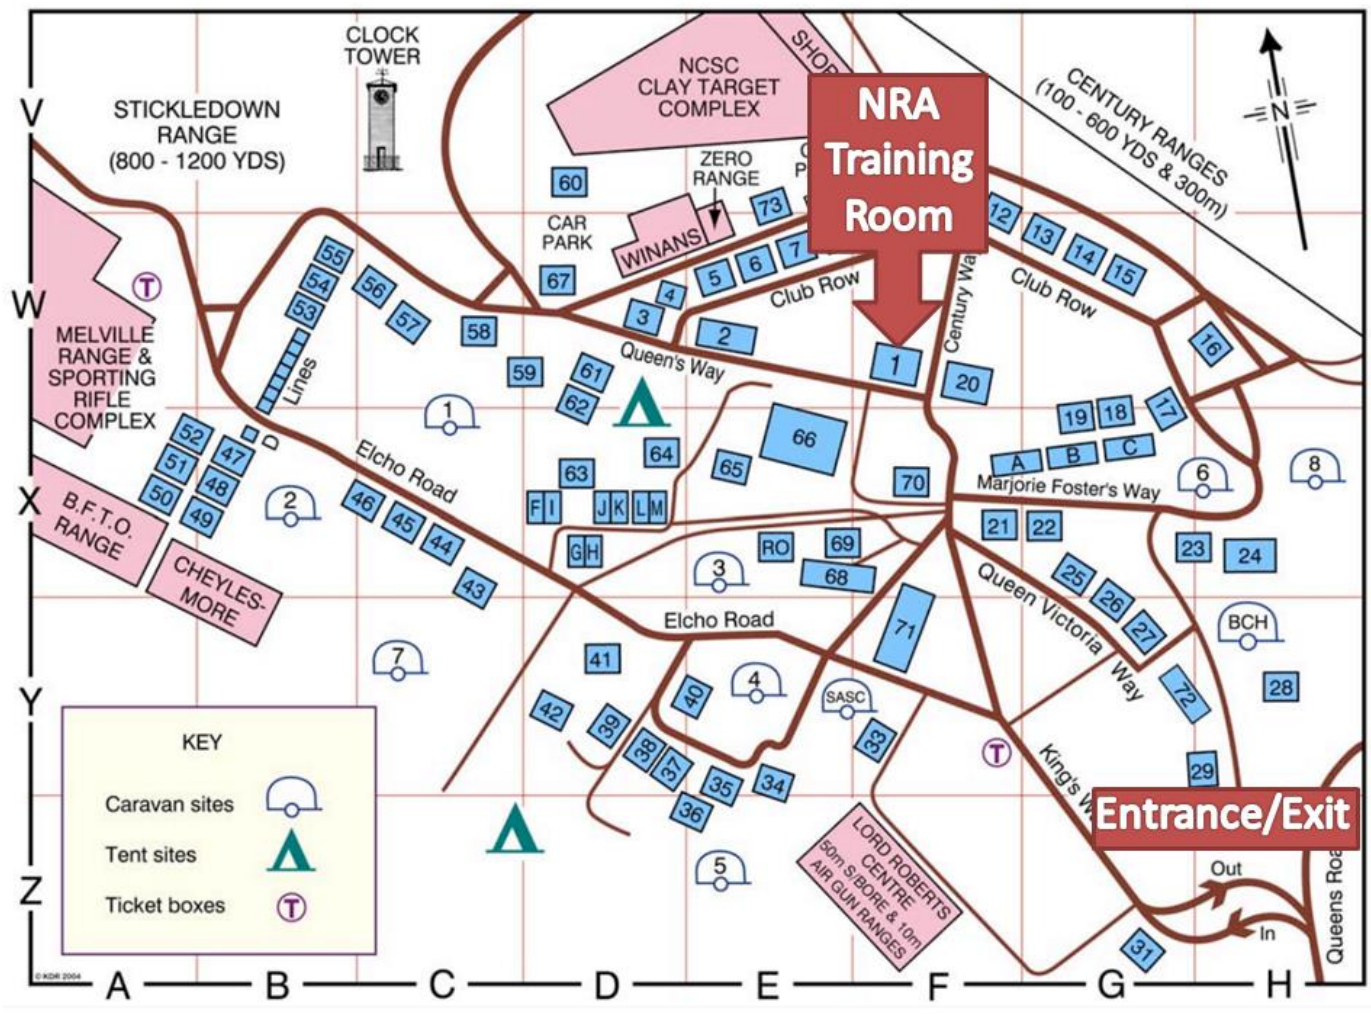 CLOCK
TOWER
NCSC
CLAY TARGET
COMPLEX
SHOP
V
STICKLEDOWN
RANGE
(800 - 1200 YDS)
CENTURY RANGES
(100 - 600 YDS & 300m)
N
NRA
Training
Room
ZERO
RANGE
60
73
12
13
14
15
CAR
PARK
WINANS
55
54
53
56
57
58
67
5
6
7
4
3
2
1
Club Row
Club Row
Century Way
T
W
MELVILLE
RANGE &
SPORTING
RIFLE
COMPLEX
Lines
D
Queen's Way
59
61
62
20
16
1
66
19
18
17
A
B
C
52
51
50
47
48
49
2
Elcho Road
46
45
44
43
63
64
65
70
F I
J K
L M
G H
Marjorie Foster's Way
6
8
X
B.F.T.O.
RANGE
CHEYLES-
MORE
3
RO
69
68
21
22
23
24
25
26
27
Queen Victoria
Way
BCH
Elcho Road
71
7
41
4
40
SASC
72
28
Y
42
39
38
37
35
34
36
33
T
King's W
29
Entrance/Exit
KEY
Caravan sites
Tent sites
T
Ticket boxes
5
LORD ROBERTS
CENTRE
50m S/BORE & 10m
AIR GUN RANGES
Z
Out
In
Queens Roa
31
© KDR 2004
A
B
C
D
E
F
G
H